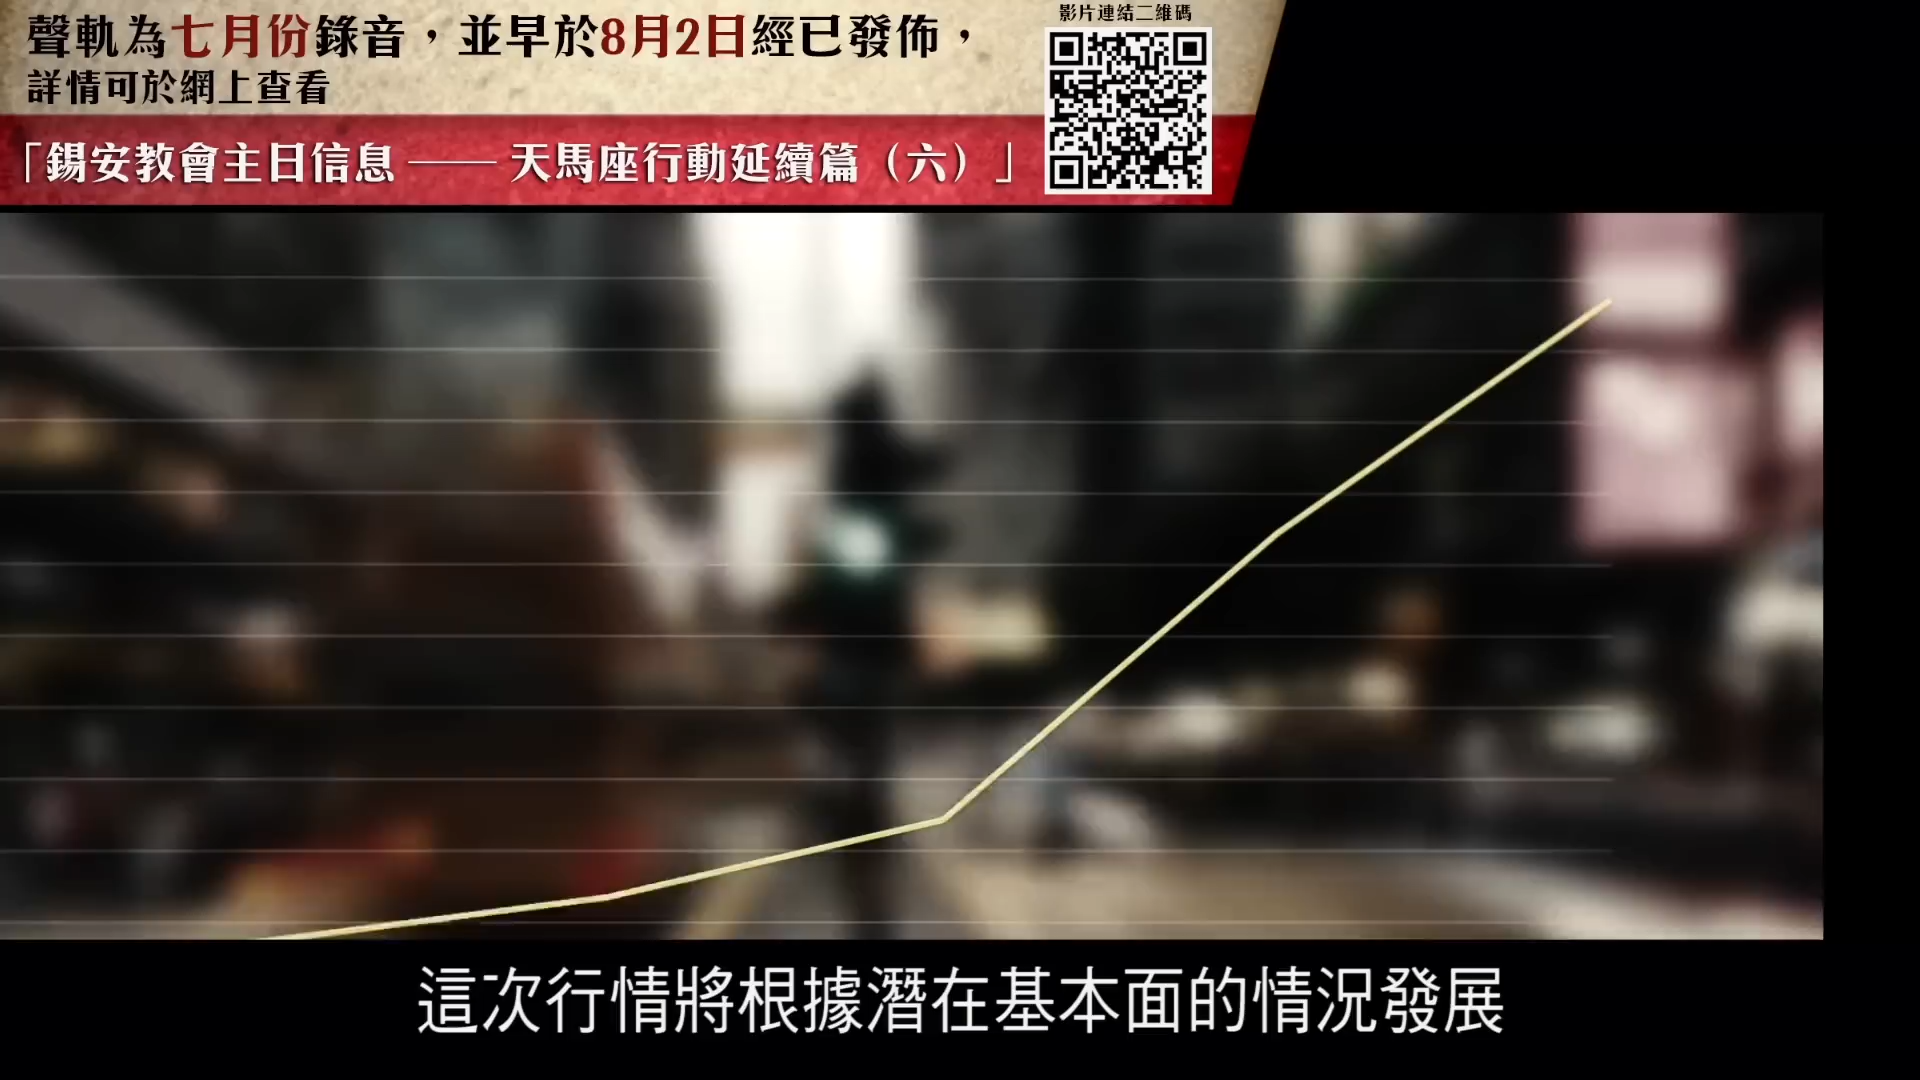 影片連結二維碼
聲軌為七月份錄音，並早於8月2日經已發佈，
詳情可於網上查看
「錫安教會主日信息 —— 天馬座行動延續篇（六）」
這次行情將根據潛在基本面的情況發展